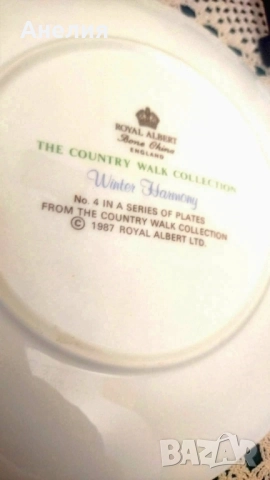 Анелия
ROYAL ALBERT
Bone China
ENGLAND
THE COUNTRY WALK COLLECTION
Winter Harmony
No. 4 IN A SERIES OF PLATES
FROM THE COUNTRY WALK COLLECTION
© 1987 ROYAL ALBERT LTD.
BAZAR